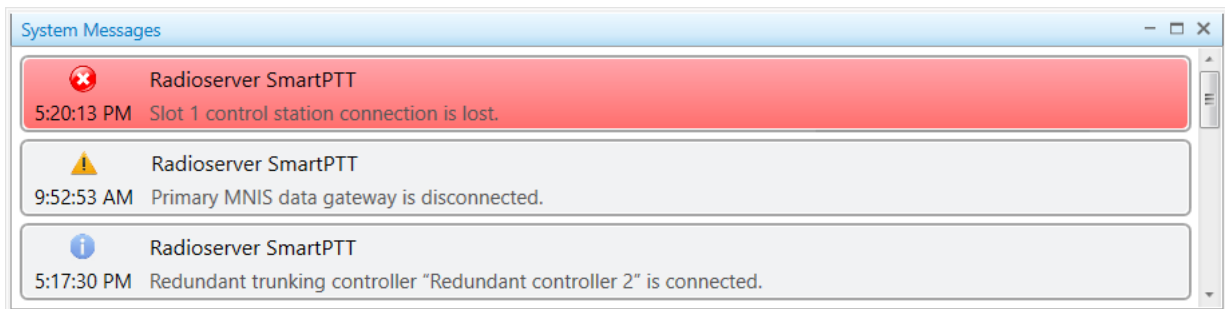 System Messages
Radioserver SmartPTT
5:20:13 PM Slot 1 control station connection is lost.
Radioserver SmartPTT
9:52:53 AM Primary MNIS data gateway is disconnected.
Radioserver SmartPTT
5:17:30 PM Redundant trunking controller “Redundant controller 2” is connected.